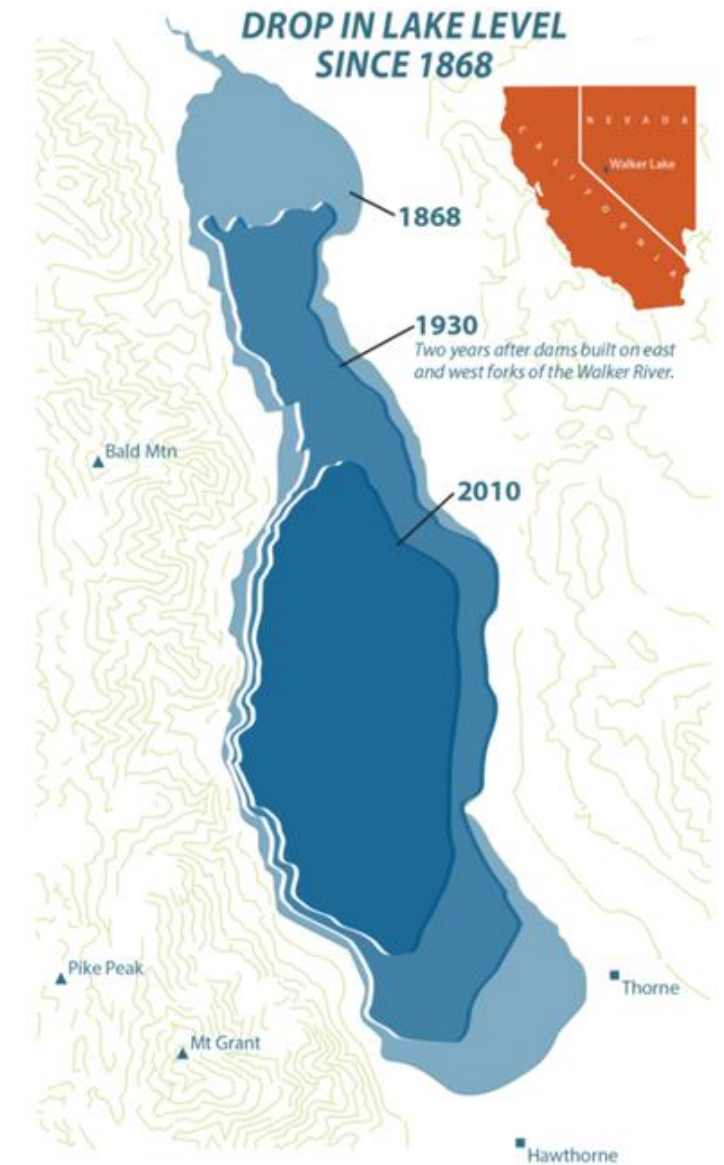 DROP IN LAKE LEVEL
SINCE 1868
NEVADA
CALIFORNIA
Walker Lake
1868
1930
Two years after dams built on east
and west forks of the Walker River.
Bald Mtn
2010
Pike Peak
Thorne
Mt Grant
Hawthorne